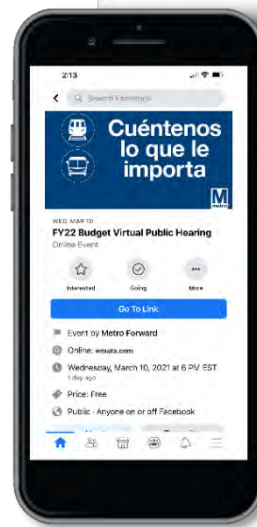 2:13
Search Facebook
Cuéntenos
lo que le
importa
M
metro
WED, MAR 10
FY22 Budget Virtual Public Hearing
Online Event
Interested
Going
More
Go To Link
Event by Metro Forward
Online: wmata.com
Wednesday, March 10, 2021 at 6 PM EST
1 day ago
Price: Free
Public · Anyone on or off Facebook